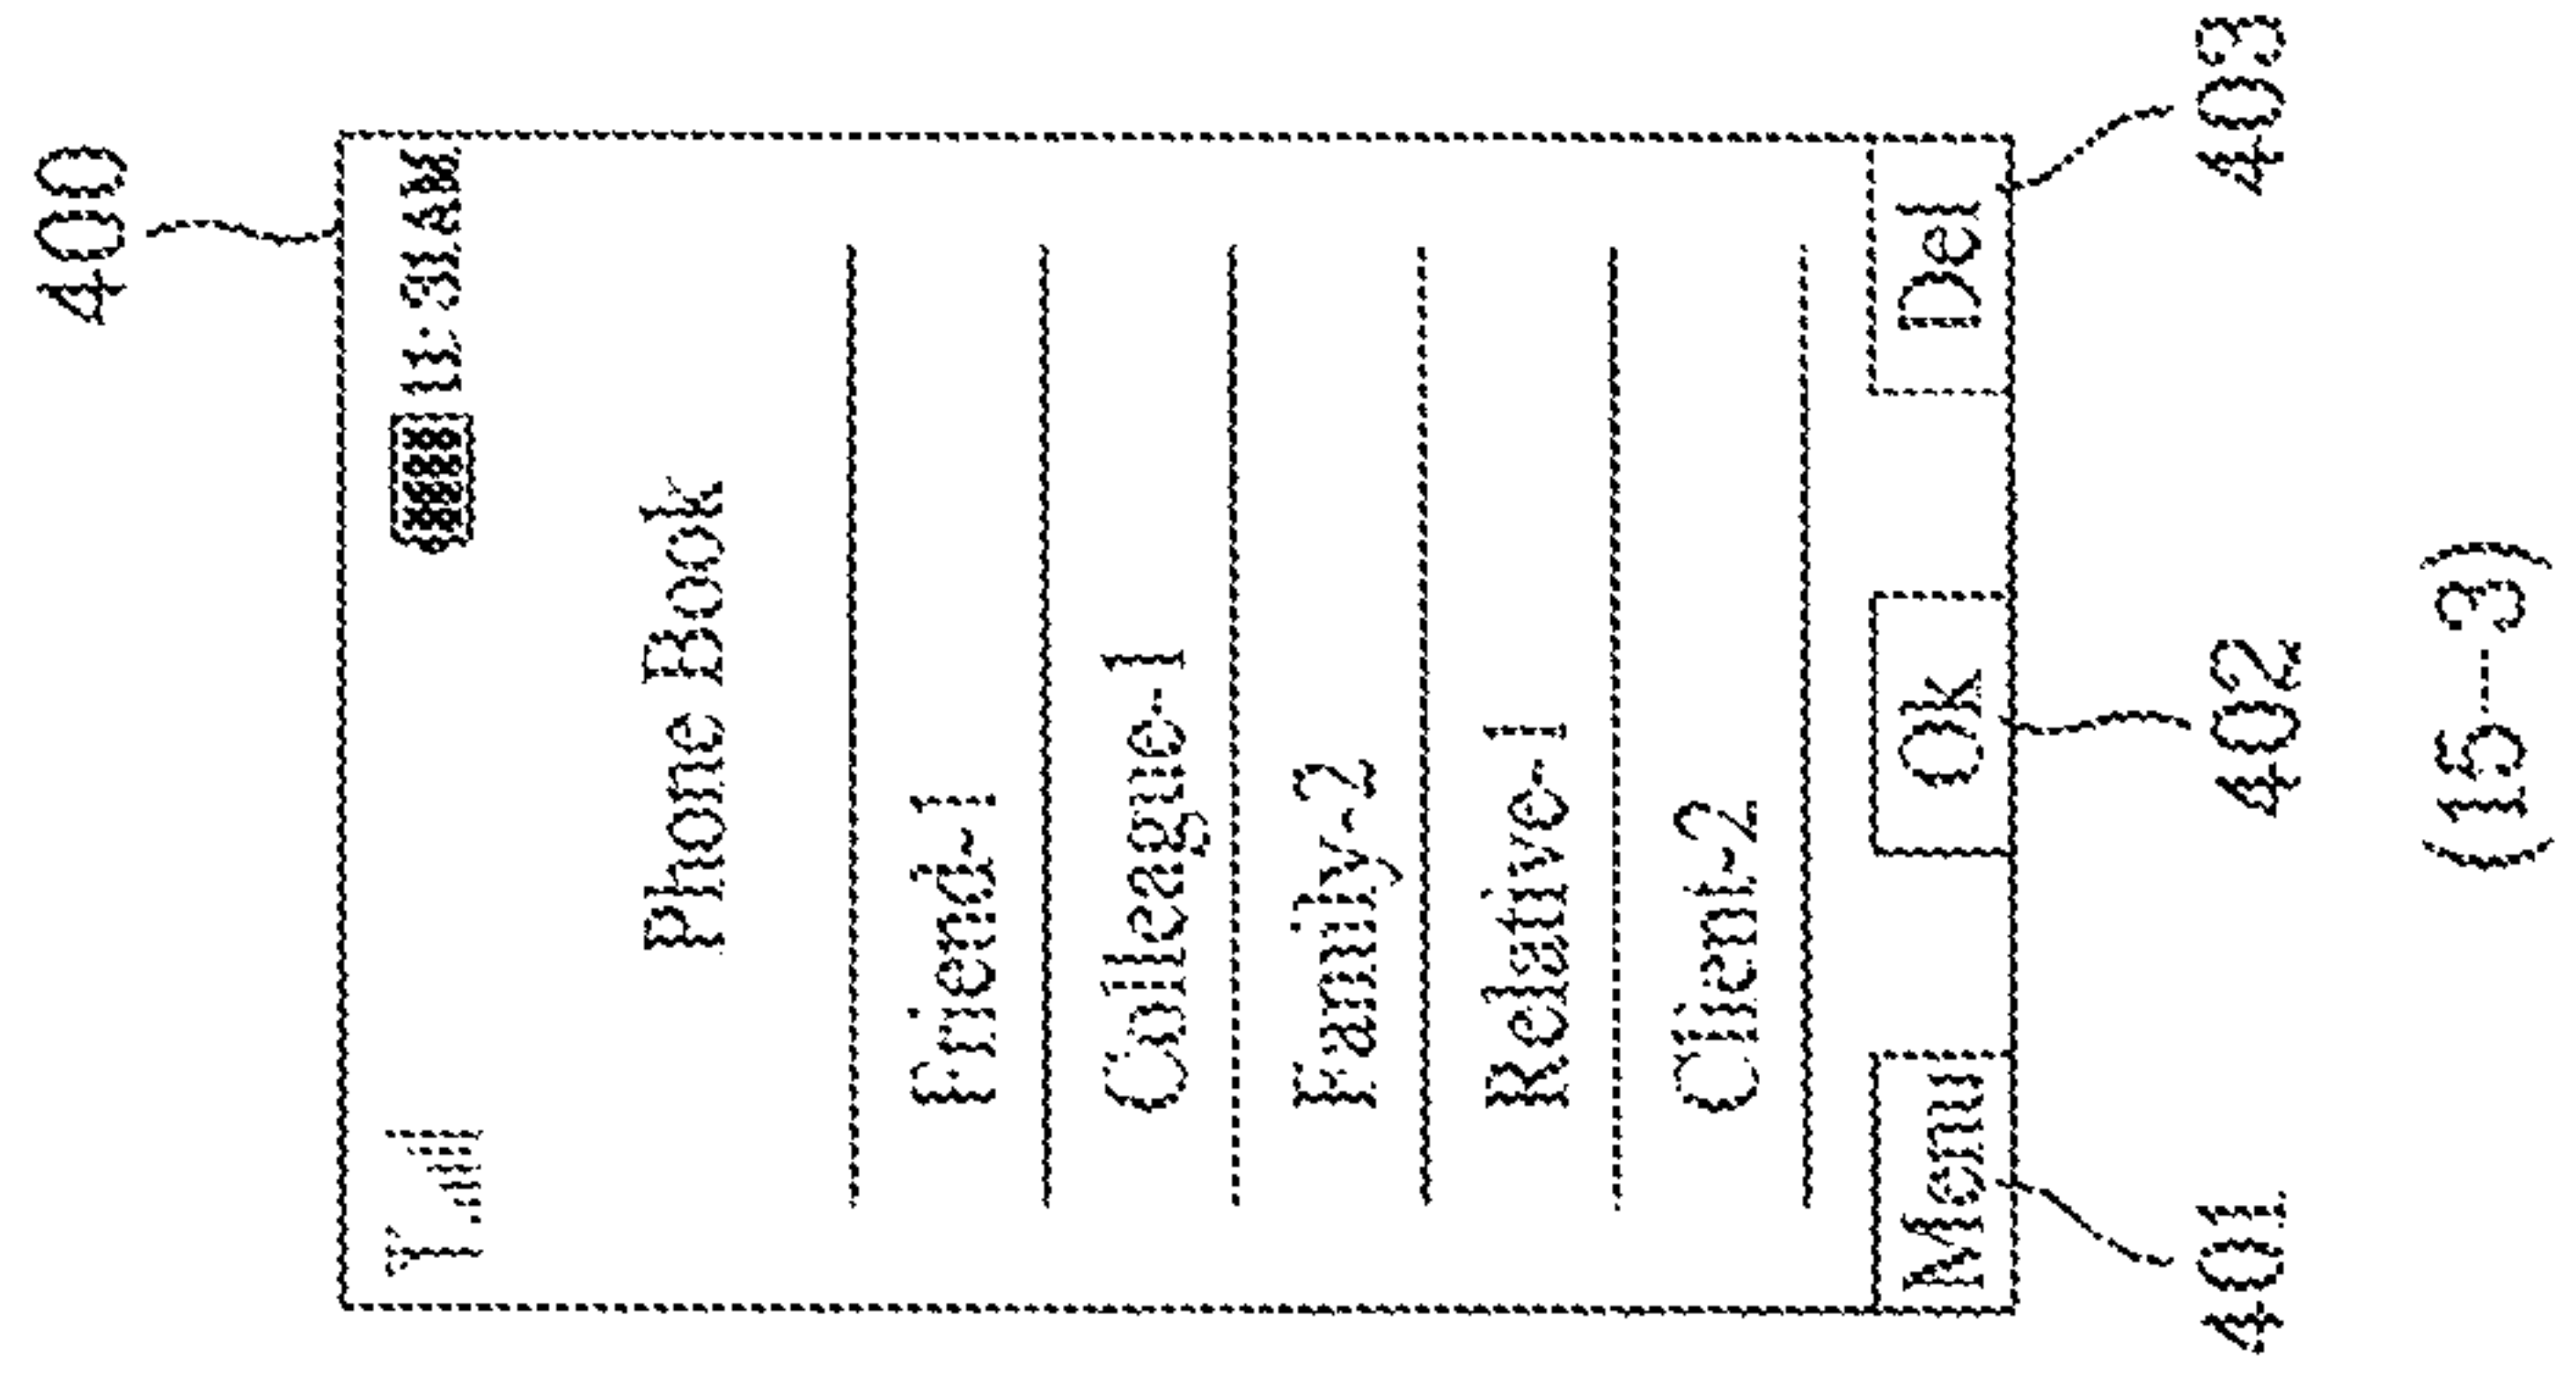 400
11:31AM
Phone Book
Friend-1
Colleague-1
Family-2
Relative-1
Client-2
Menu Ok Del
401 402 403
(15-3)